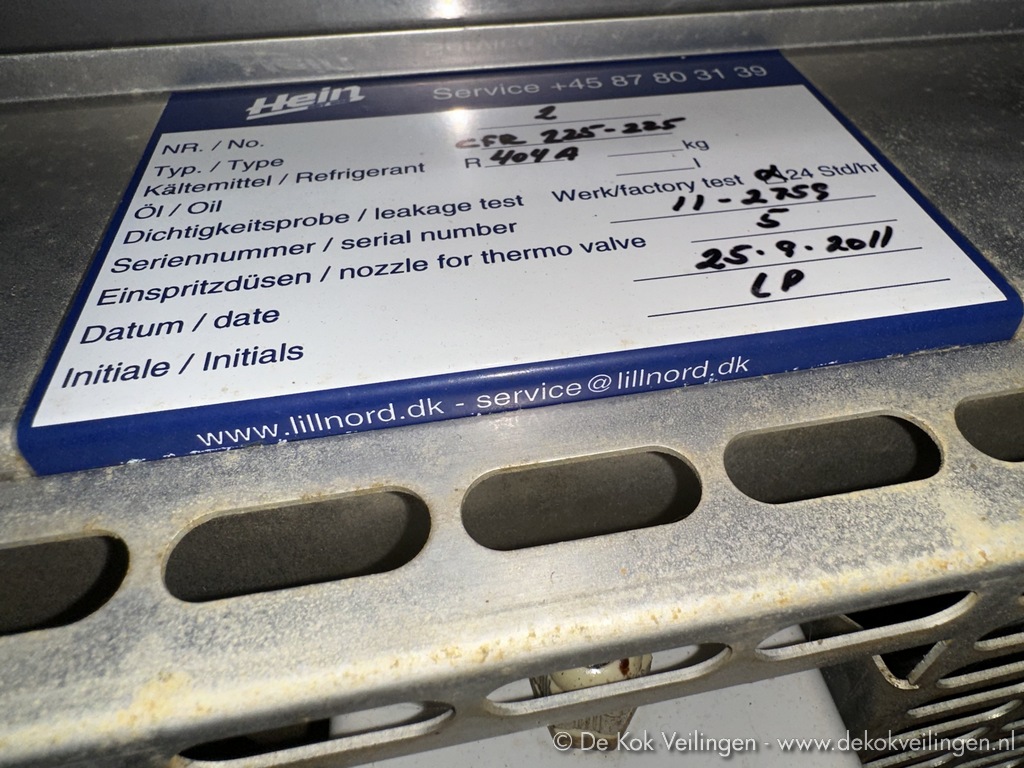 Hein Service +45 87 80 31 39
NR. / No. 2
Typ. / Type CFR 225-225
Kältemittel / Refrigerant R 404A kg
Öl / Oil l
Dichtigkeitsprobe / leakage test Werk/factory test 24 Std/hr
Seriennummer / serial number 11-2759
Einspritzdüsen / nozzle for thermo valve 5
Datum / date 25.9.2011
Initiale / Initials LP
www.lillnord.dk - service@lillnord.dk
© De Kok Veilingen - www.dekokveilingen.nl